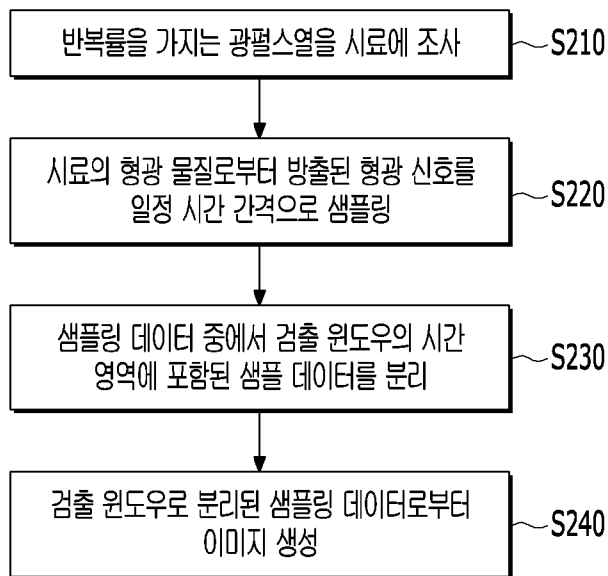 반복률을 가지는 광펄스열을 시료에 조사
S210
시료의 형광 물질로부터 방출된 형광 신호를
일정 시간 간격으로 샘플링
S220
샘플링 데이터 중에서 검출 윈도우의 시간
영역에 포함된 샘플 데이터를 분리
S230
검출 윈도우로 분리된 샘플링 데이터로부터
이미지 생성
S240